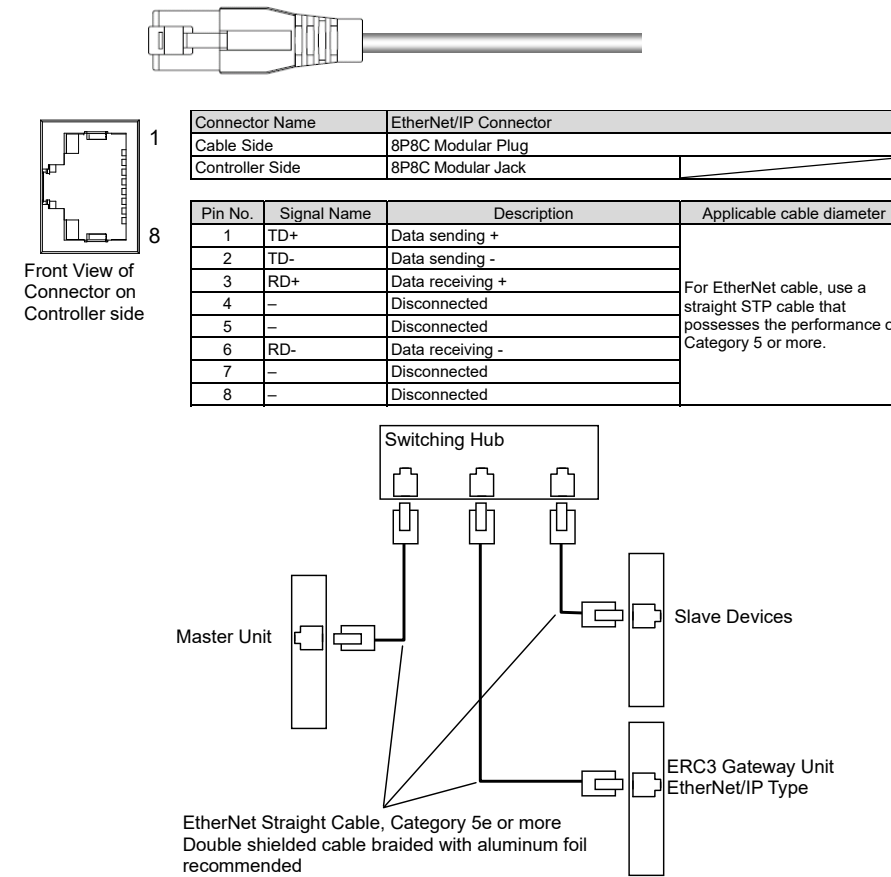 1
8
Front View of
Connector on
Controller side
Connector Name EtherNet/IP Connector
Cable Side 8P8C Modular Plug
Controller Side 8P8C Modular Jack
Pin No. Signal Name Description Applicable cable diameter
1 TD+ Data sending +
2 TD- Data sending -
3 RD+ Data receiving +
4 – Disconnected
5 – Disconnected
6 RD- Data receiving -
7 – Disconnected
8 – Disconnected
For EtherNet cable, use a
straight STP cable that
possesses the performance
Category 5 or more.
Switching Hub
Master Unit
Slave Devices
ERC3 Gateway Unit
EtherNet/IP Type
EtherNet Straight Cable, Category 5e or more
Double shielded cable braided with aluminum foil
recommended